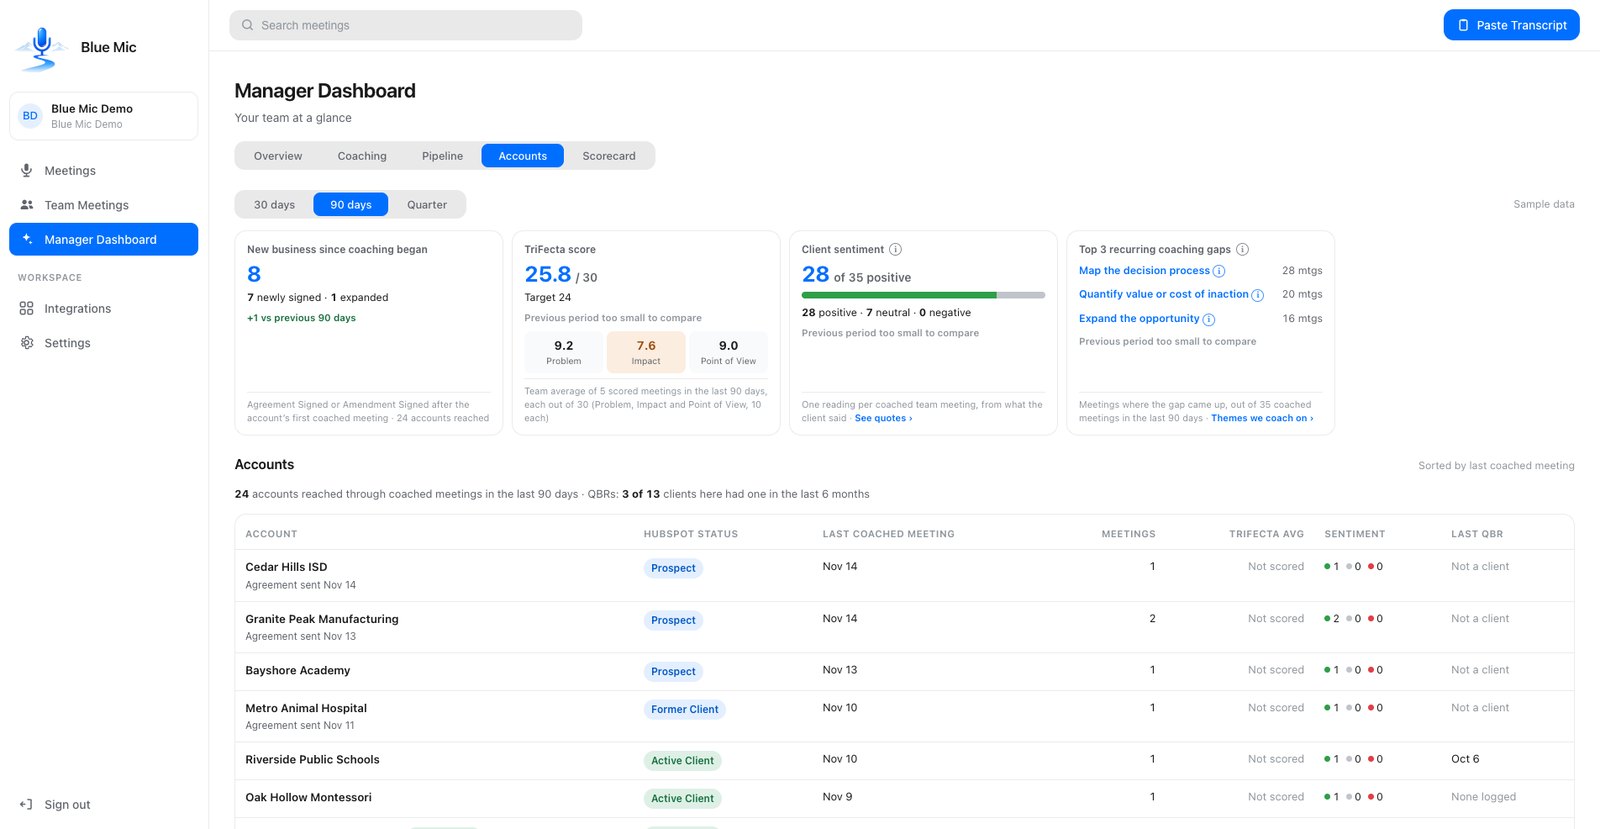 Search meetings
Paste Transcript
Blue Mic
BD
Blue Mic Demo
Blue Mic Demo
Meetings
Team Meetings
Manager Dashboard
WORKSPACE
Integrations
Settings
Sign out
Manager Dashboard
Your team at a glance
Overview Coaching Pipeline Accounts Scorecard
30 days 90 days Quarter
Sample data
New business since coaching began
8
7 newly signed · 1 expanded
+1 vs previous 90 days
Agreement Signed or Amendment Signed after the
account's first coached meeting · 24 accounts reached
TriFecta score
25.8 / 30
Target 24
Previous period too small to compare
9.2 7.6 9.0
Problem Impact Point of View
Team average of 5 scored meetings in the last 90 days,
each out of 30 (Problem, Impact and Point of View, 10
each)
Client sentiment
28 of 35 positive
28 positive · 7 neutral · 0 negative
Previous period too small to compare
One reading per coached team meeting, from what the
client said · See quotes ›
Top 3 recurring coaching gaps
Map the decision process 28 mtgs
Quantify value or cost of inaction 20 mtgs
Expand the opportunity 16 mtgs
Previous period too small to compare
Meetings where the gap came up, out of 35 coached
meetings in the last 90 days · Themes we coach on ›
Accounts
Sorted by last coached meeting
24 accounts reached through coached meetings in the last 90 days · QBRs: 3 of 13 clients here had one in the last 6 months
ACCOUNT HUBSPOT STATUS LAST COACHED MEETING MEETINGS TRIFECTA AVG SENTIMENT LAST QBR
Cedar Hills ISD Prospect Nov 14 1 Not scored 1 0 0 Not a client
Agreement sent Nov 14
Granite Peak Manufacturing Prospect Nov 14 2 Not scored 2 0 0 Not a client
Agreement sent Nov 13
Bayshore Academy Prospect Nov 13 1 Not scored 1 0 0 Not a client
Metro Animal Hospital Former Client Nov 10 1 Not scored 1 0 0 Not a client
Agreement sent Nov 11
Riverside Public Schools Active Client Nov 10 1 Not scored 1 0 0 Oct 6
Oak Hollow Montessori Active Client Nov 9 1 Not scored 1 0 0 None logged